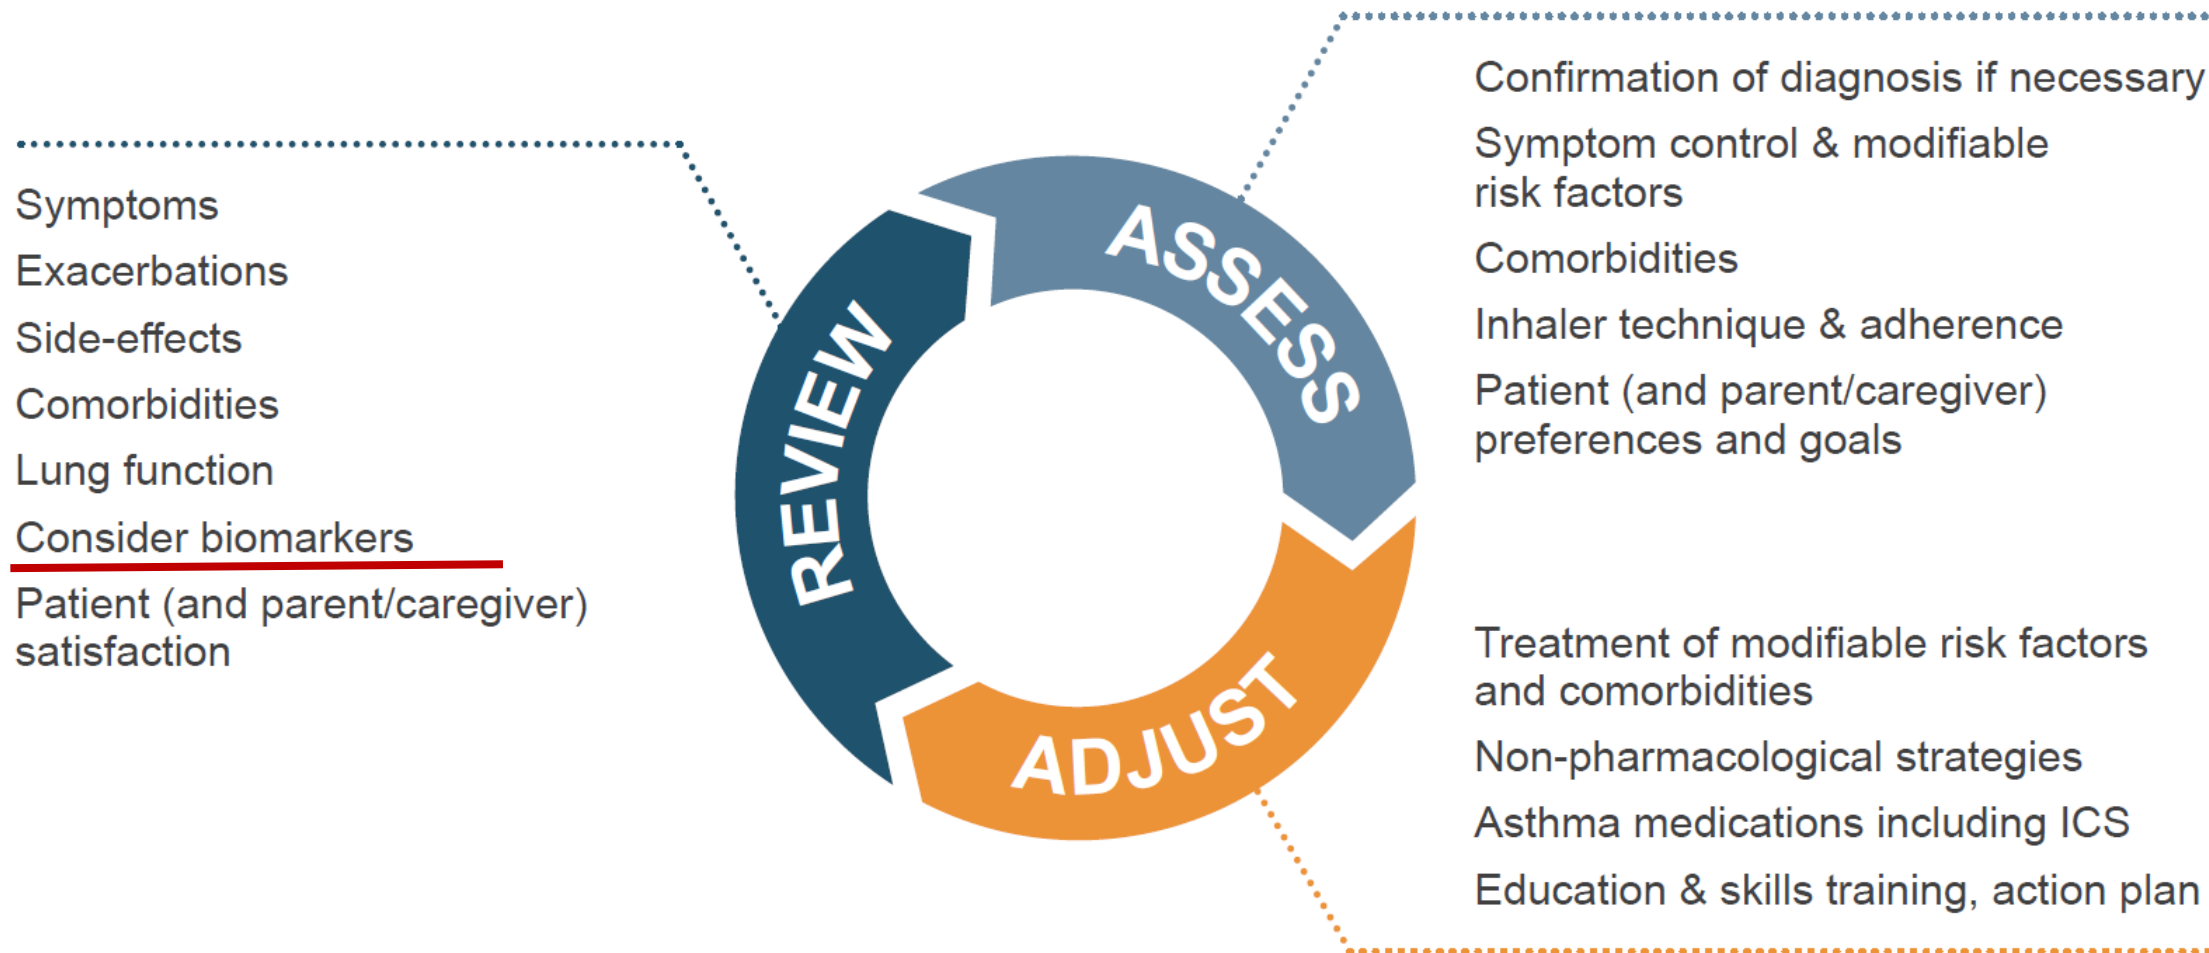 Symptoms
Exacerbations
Side-effects
Comorbidities
Lung function
Consider biomarkers
Patient (and parent/caregiver)
satisfaction
REVIEW
ASSESS
ADJUST
Confirmation of diagnosis if necessary
Symptom control & modifiable
risk factors
Comorbidities
Inhaler technique & adherence
Patient (and parent/caregiver)
preferences and goals
Treatment of modifiable risk factors
and comorbidities
Non-pharmacological strategies
Asthma medications including ICS
Education & skills training, action plan